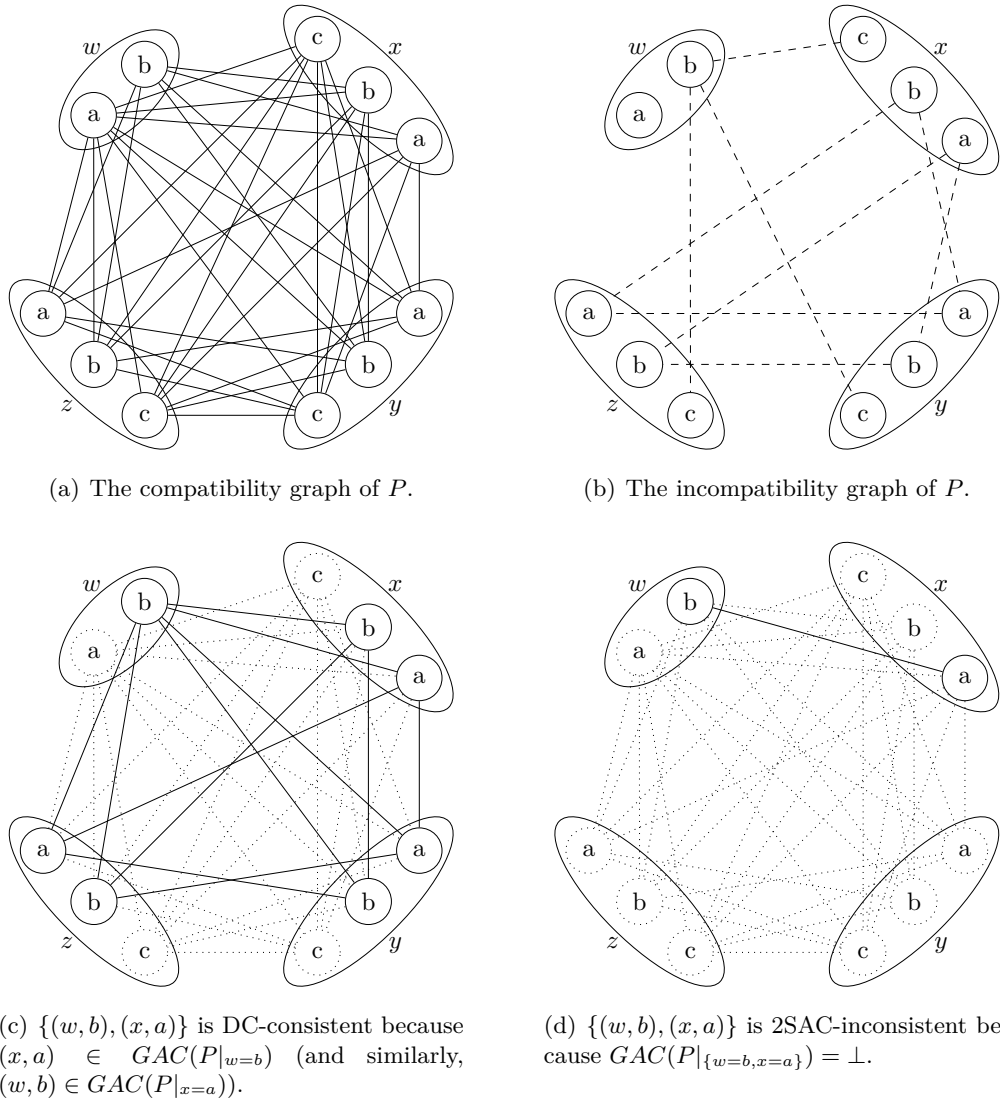 w
b
a
c
x
b
a
a
b
z
c
a
b
c
y
(a) The compatibility graph of P.
w
b
a
c
x
b
a
a
b
z
c
a
b
c
y
(b) The incompatibility graph of P.
w
b
a
c
x
b
a
a
b
z
c
a
b
c
y
(c) {(w, b), (x, a)} is DC-consistent because
(x, a) ∈ GAC(P|w=b) (and similarly,
(w, b) ∈ GAC(P|x=a)).
w
b
a
c
x
b
a
a
b
z
c
a
b
c
y
(d) {(w, b), (x, a)} is 2SAC-inconsistent be
cause GAC(P|{w=b,x=a}) = ⊥.